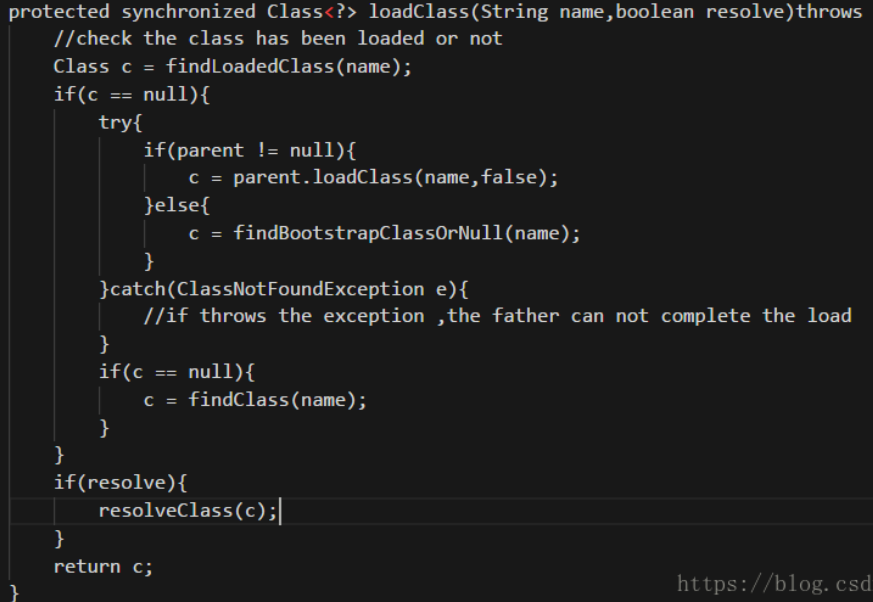 protected synchronized Class<?> loadClass(String name,boolean resolve)throws
//check the class has been loaded or not
Class c = findLoadedClass(name);
if(c == null){
try{
if(parent != null){
c = parent.loadClass(name,false);
}else{
c = findBootstrapClassOrNull(name);
}
}catch(ClassNotFoundException e){
//if throws the exception ,the father can not complete the load
}
if(c == null){
c = findClass(name);
}
}
if(resolve){
resolveClass(c);
}
return c;
}
https://blog.csd